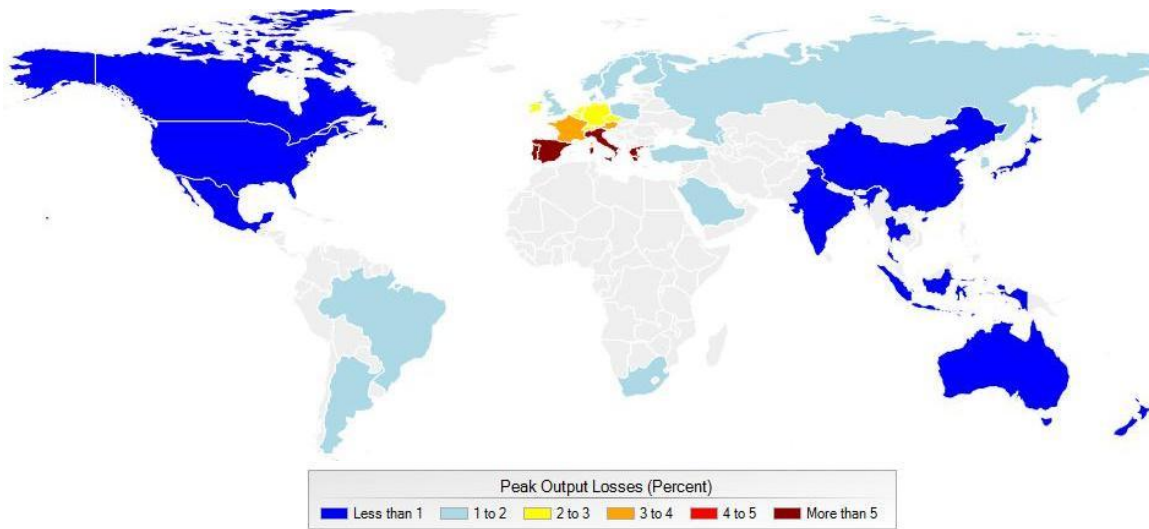 Peak Output Losses (Percent)
Less than 1 1 to 2 2 to 3 3 to 4 4 to 5 More than 5